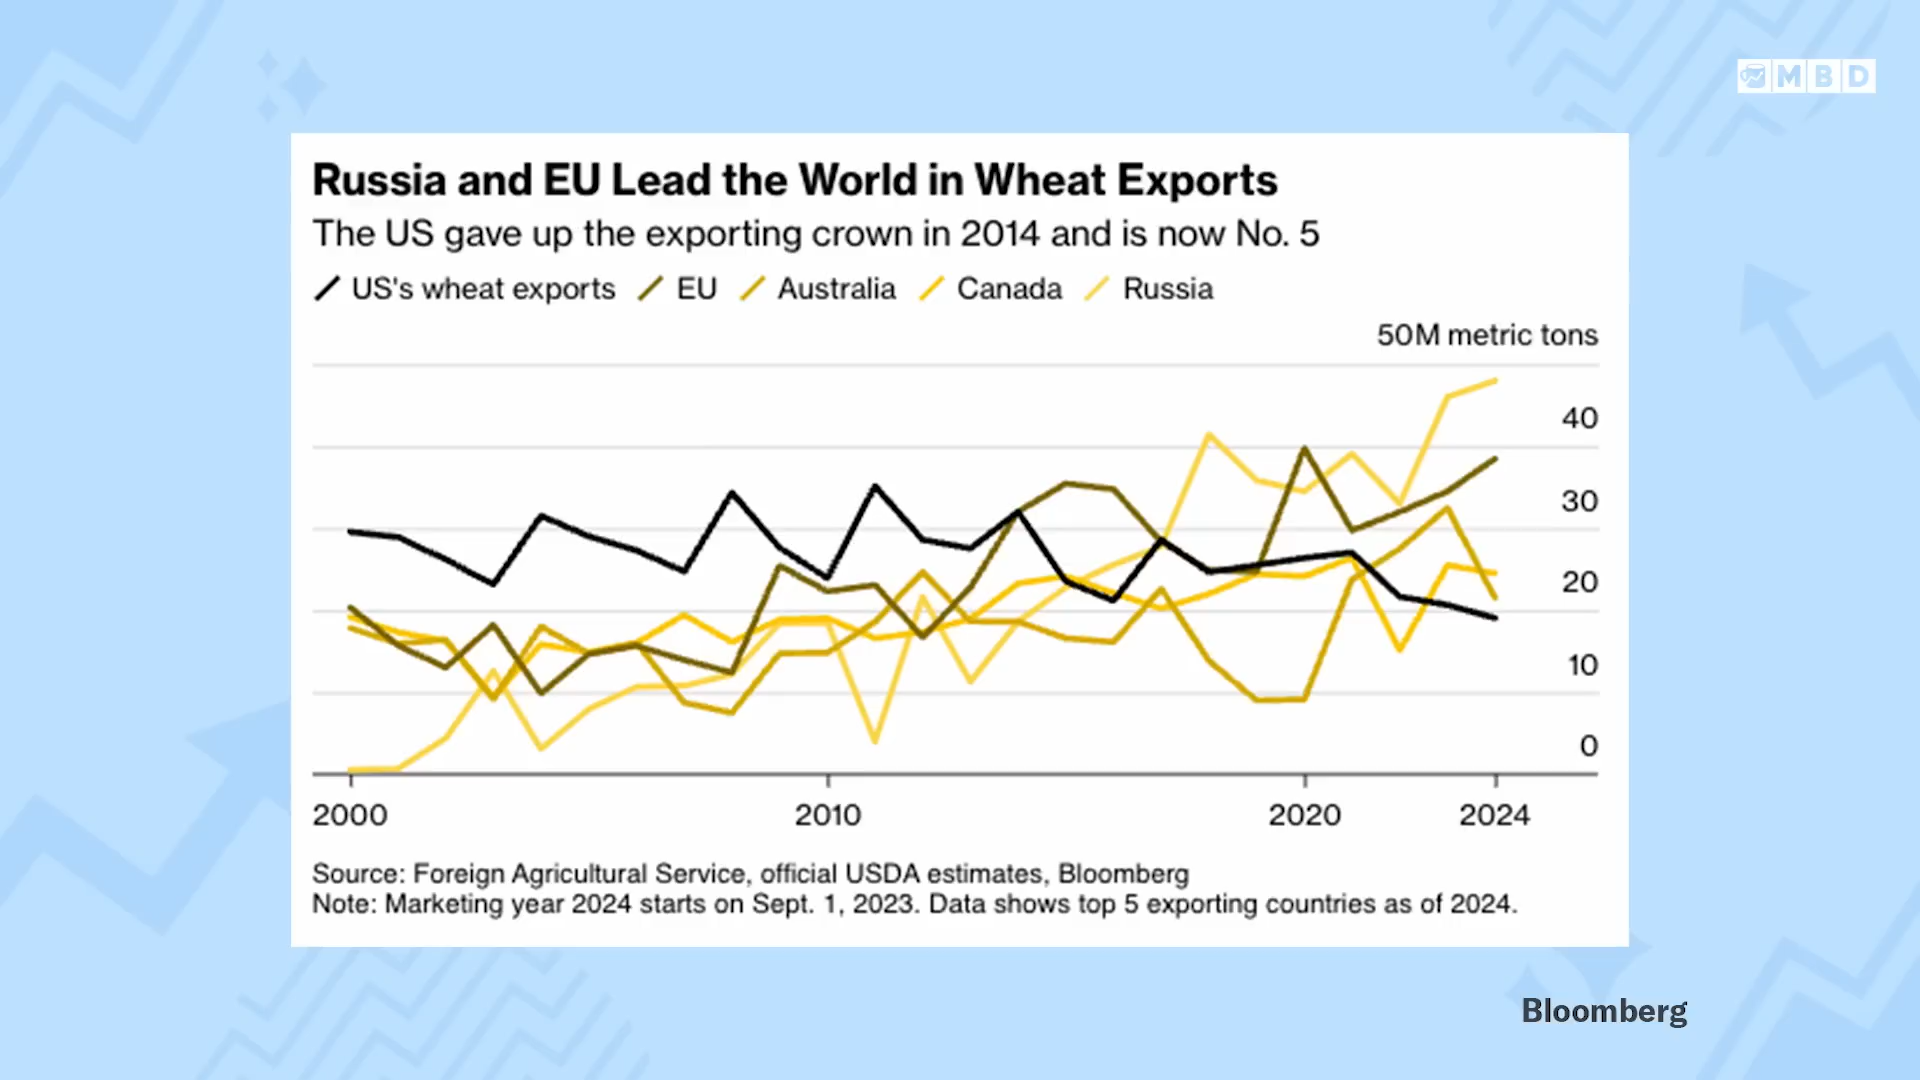 MBD
Russia and EU Lead the World in Wheat Exports
The US gave up the exporting crown in 2014 and is now No. 5
US's wheat exports EU Australia Canada Russia
50M metric tons
40
30
20
10
0
2000 2010 2020 2024
Source: Foreign Agricultural Service, official USDA estimates, Bloomberg
Note: Marketing year 2024 starts on Sept. 1, 2023. Data shows top 5 exporting countries as of 2024.
Bloomberg